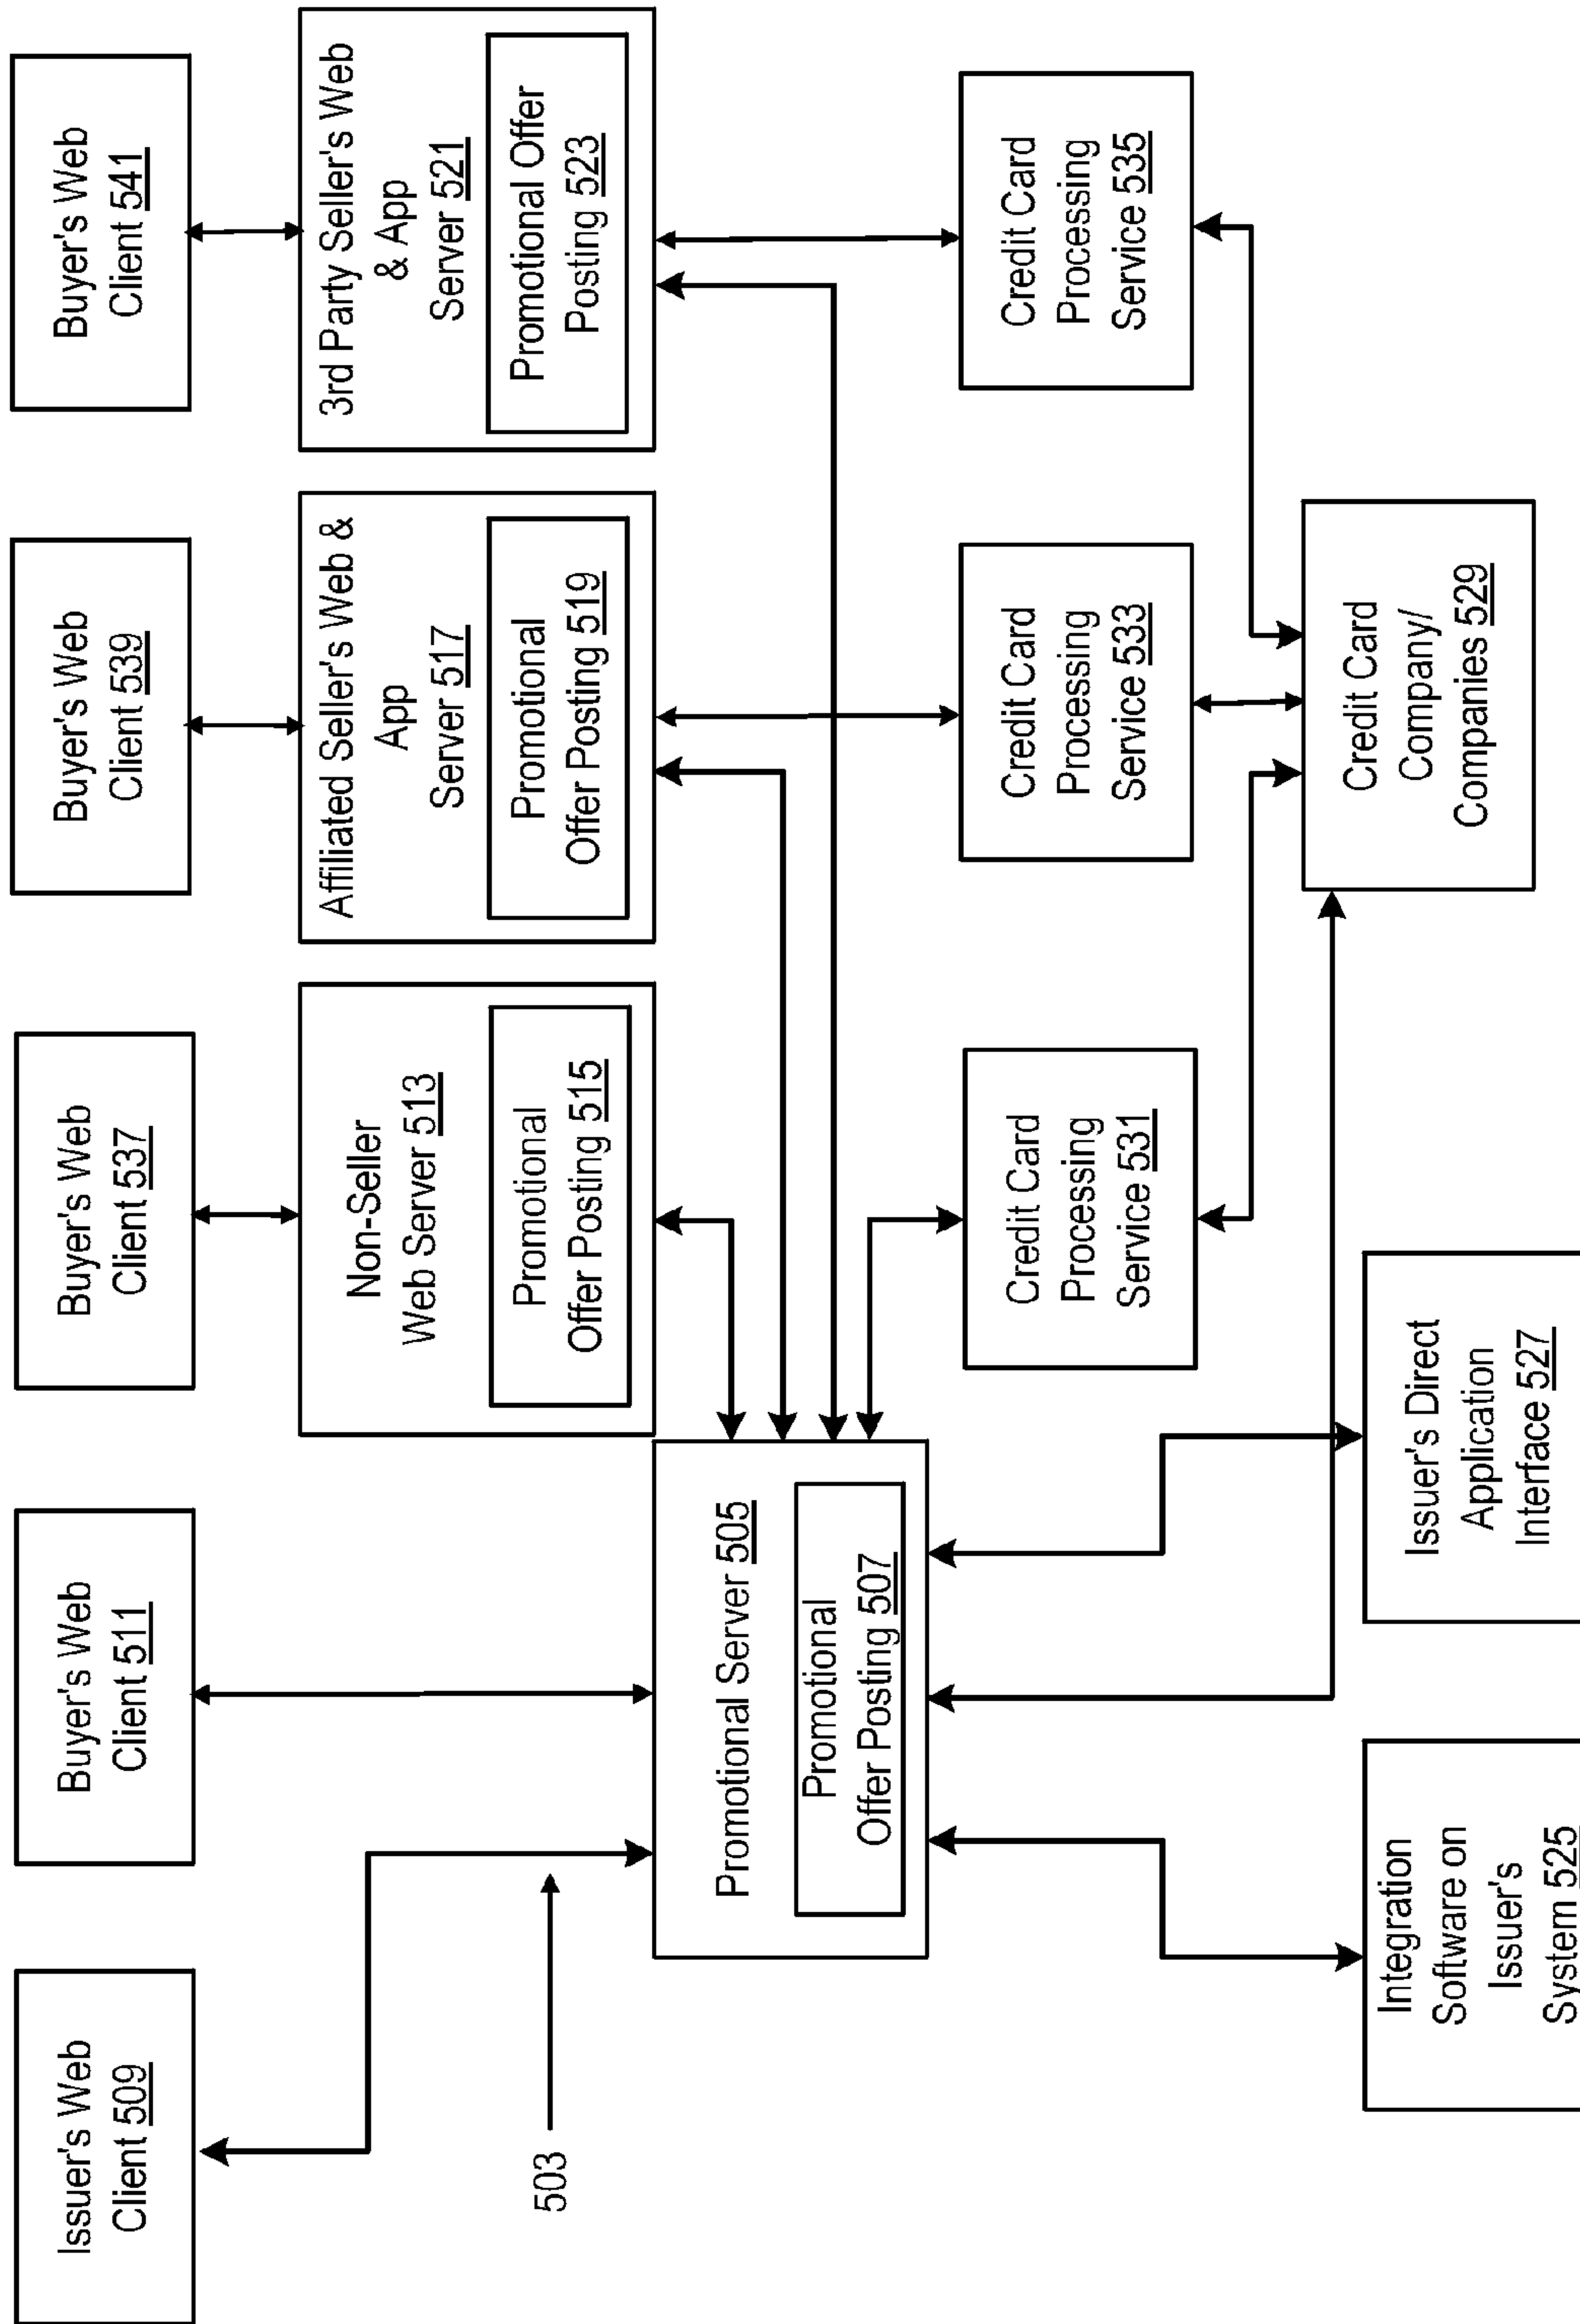 Issuer's Web
Client 509
Buyer's Web
Client 511
Buyer's Web
Client 537
Buyer's Web
Client 539
Buyer's Web
Client 541
503
Promotional Server 505
Promotional
Offer Posting 507
Non-Seller
Web Server 513
Promotional
Offer Posting 515
Affiliated Seller's Web &
App
Server 517
Promotional
Offer Posting 519
3rd Party Seller's Web
& App
Server 521
Promotional Offer
Posting 523
Credit Card
Processing
Service 531
Credit Card
Processing
Service 533
Credit Card
Processing
Service 535
Integration
Software on
Issuer's
System 525
Issuer's Direct
Application
Interface 527
Credit Card
Company/
Companies 529